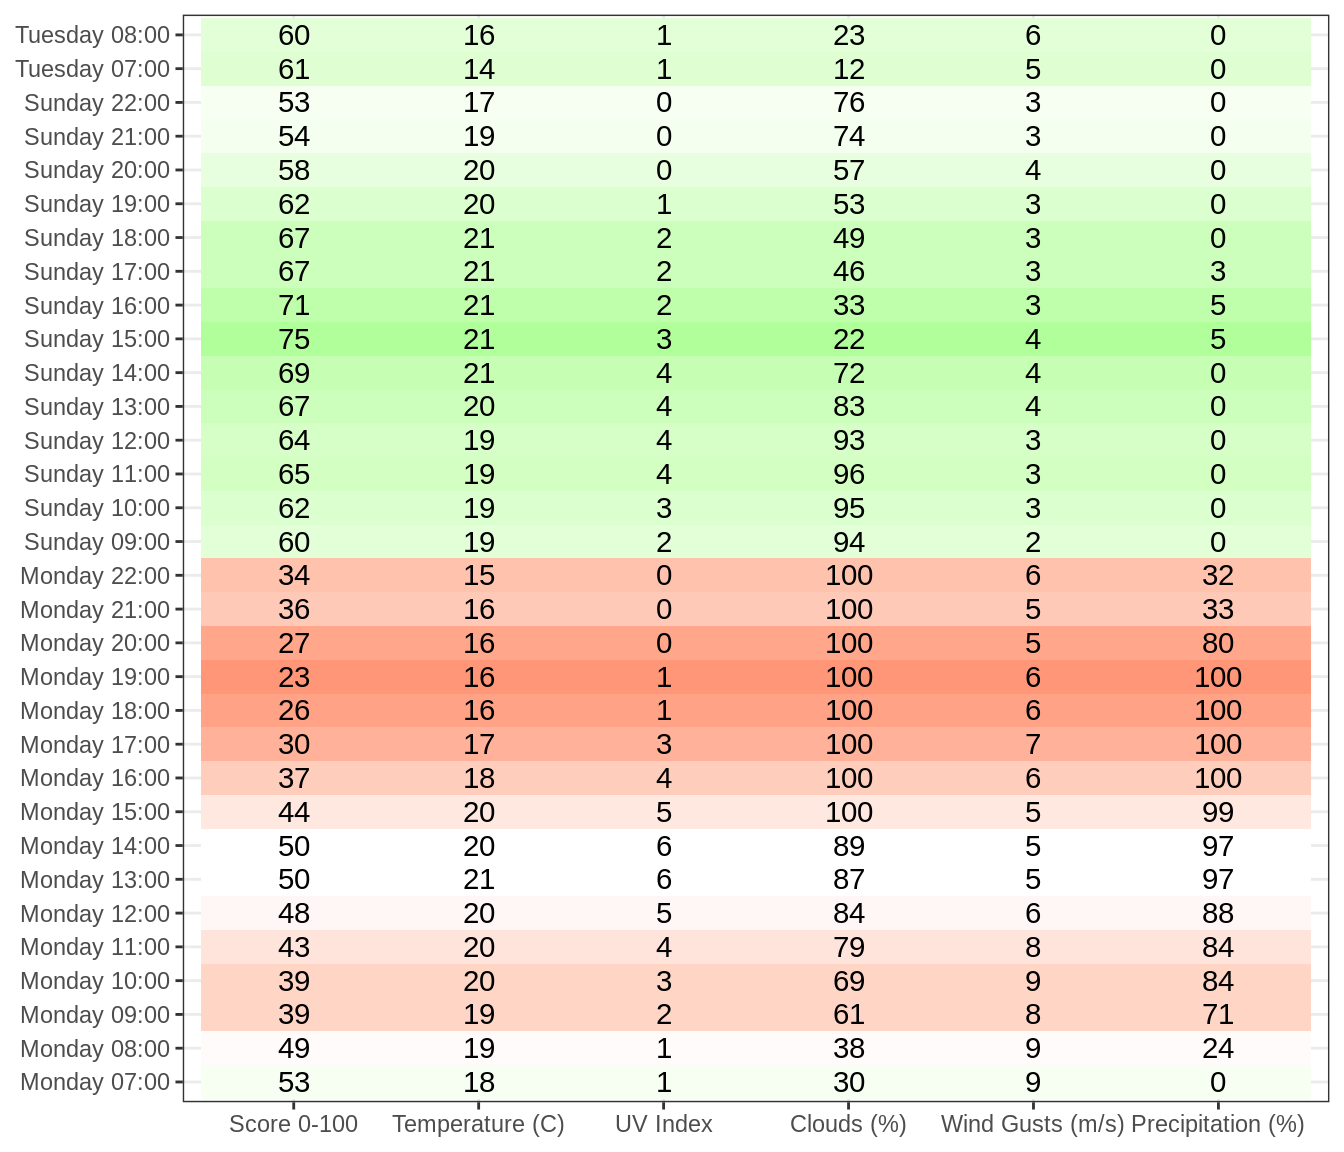 Tuesday 08:00 60 16 1 23 6 0
Tuesday 07:00 61 14 1 12 5 0
Sunday 22:00 53 17 0 76 3 0
Sunday 21:00 54 19 0 74 3 0
Sunday 20:00 58 20 0 57 4 0
Sunday 19:00 62 20 1 53 3 0
Sunday 18:00 67 21 2 49 3 0
Sunday 17:00 67 21 2 46 3 3
Sunday 16:00 71 21 2 33 3 5
Sunday 15:00 75 21 3 22 4 5
Sunday 14:00 69 21 4 72 4 0
Sunday 13:00 67 20 4 83 4 0
Sunday 12:00 64 19 4 93 3 0
Sunday 11:00 65 19 4 96 3 0
Sunday 10:00 62 19 3 95 3 0
Sunday 09:00 60 19 2 94 2 0
Monday 22:00 34 15 0 100 6 32
Monday 21:00 36 16 0 100 5 33
Monday 20:00 27 16 0 100 5 80
Monday 19:00 23 16 1 100 6 100
Monday 18:00 26 16 1 100 6 100
Monday 17:00 30 17 3 100 7 100
Monday 16:00 37 18 4 100 6 100
Monday 15:00 44 20 5 100 5 99
Monday 14:00 50 20 6 89 5 97
Monday 13:00 50 21 6 87 5 97
Monday 12:00 48 20 5 84 6 88
Monday 11:00 43 20 4 79 8 84
Monday 10:00 39 20 3 69 9 84
Monday 09:00 39 19 2 61 8 71
Monday 08:00 49 19 1 38 9 24
Monday 07:00 53 18 1 30 9 0
Score 0-100 Temperature (C) UV Index Clouds (%) Wind Gusts (m/s) Precipitation (%)